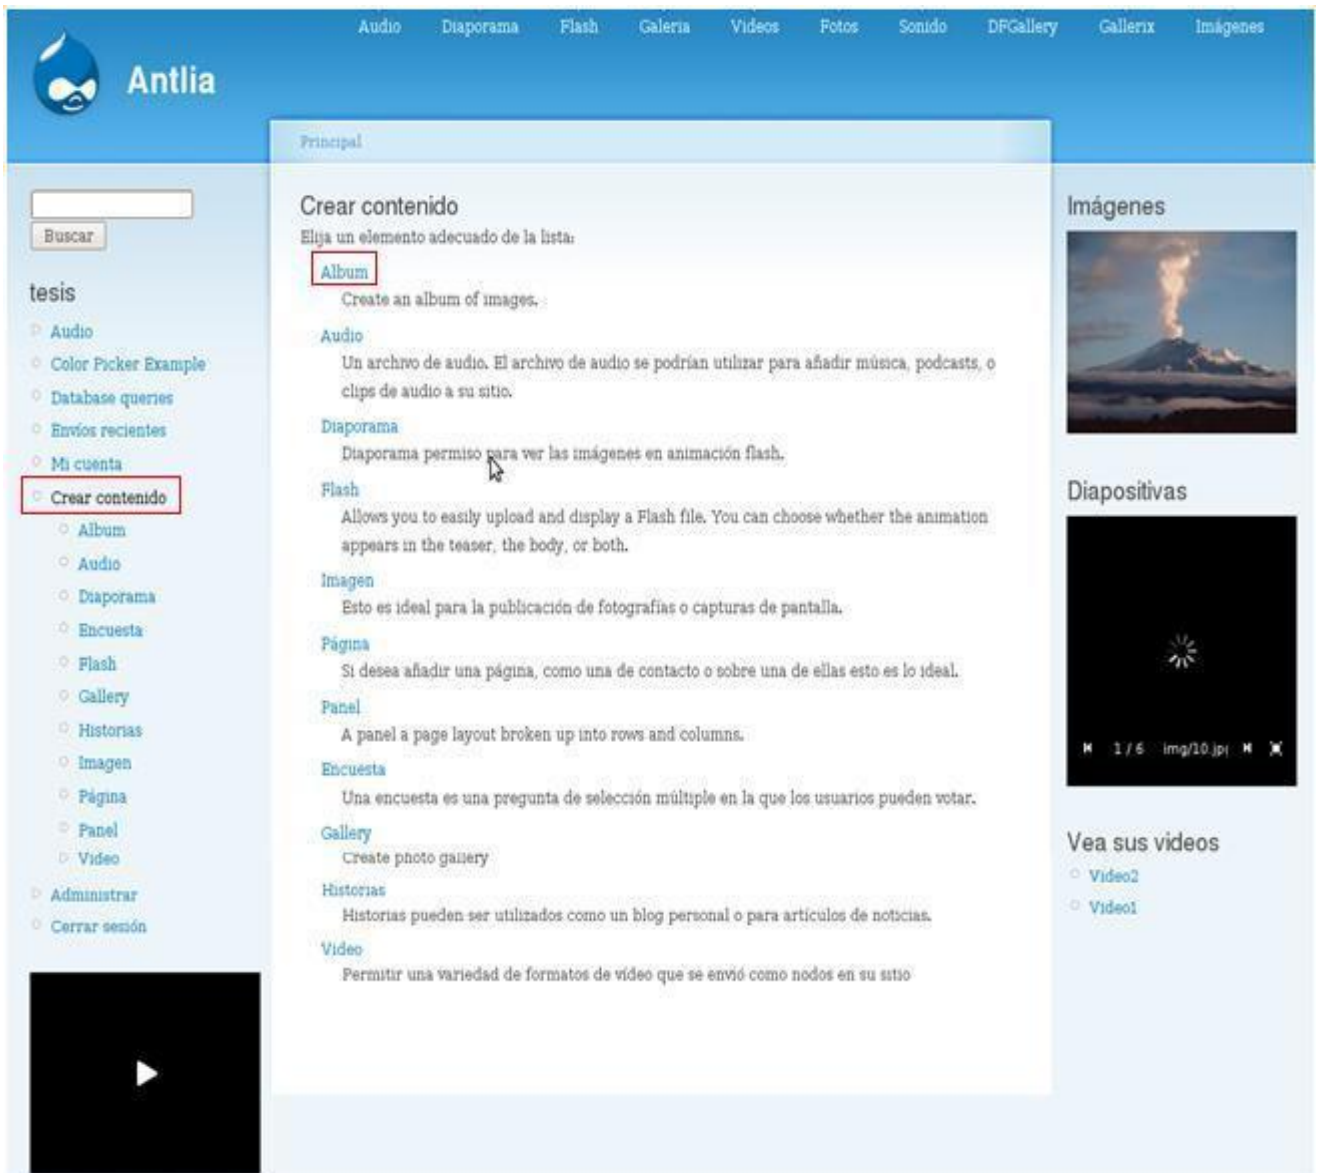 Audio Diaporama Flash Galeria Videos Fotos Sonido DFGallery Gallerix Imágenes
Antlia
Principal
Buscar
tesis
Audio
Color Picker Example
Database queries
Envíos recientes
Mi cuenta
Crear contenido
Album
Audio
Diaporama
Encuesta
Flash
Gallery
Historias
Imagen
Página
Panel
Video
Administrar
Cerrar sesión
Crear contenido
Elija un elemento adecuado de la lista:
Album
Create an album of images.
Audio
Un archivo de audio. El archivo de audio se podrían utilizar para añadir música, podcasts, o
clips de audio a su sitio.
Diaporama
Diaporama permiso para ver las imágenes en animación flash.
Flash
Allows you to easily upload and display a Flash file. You can choose whether the animation
appears in the teaser, the body, or both.
Imagen
Esto es ideal para la publicación de fotografías o capturas de pantalla.
Página
Si desea añadir una página, como una de contacto o sobre una de ellas esto es lo ideal.
Panel
A panel a page layout broken up into rows and columns.
Encuesta
Una encuesta es una pregunta de selección múltiple en la que los usuarios pueden votar.
Gallery
Create photo gallery
Historias
Historias pueden ser utilizados como un blog personal o para artículos de noticias.
Video
Permitir una variedad de formatos de vídeo que se envió como nodos en su sitio
Imágenes
Diapositivas
1 / 6 img/10.jp
Vea sus videos
Video2
Video1